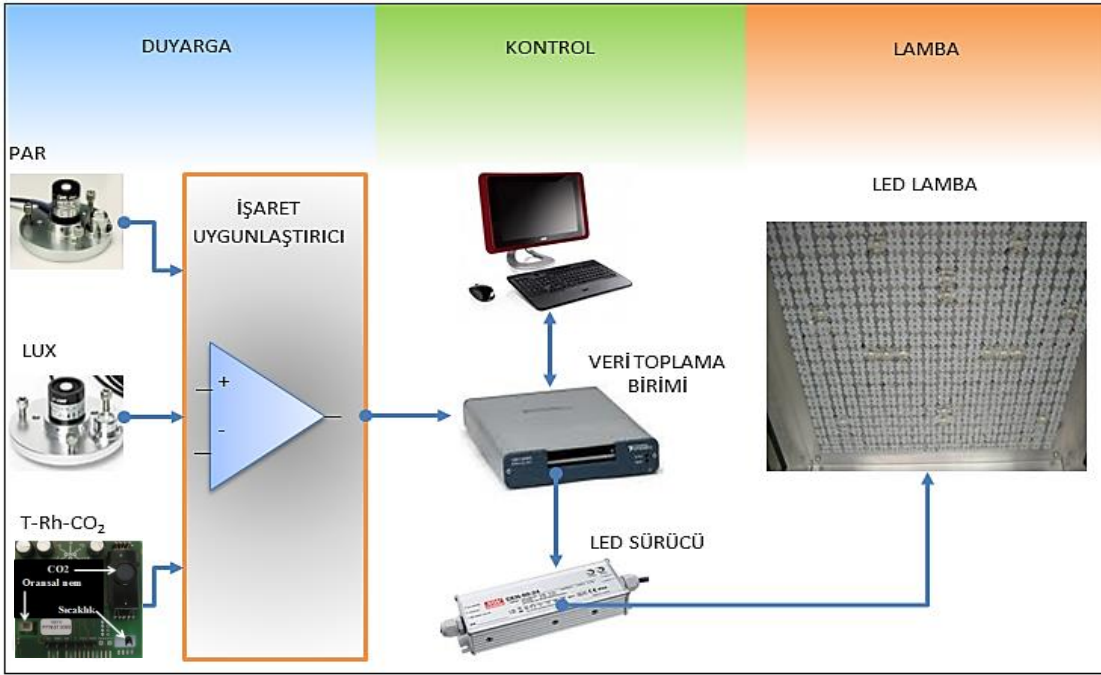 DUYARGA
KONTROL
LAMBA
PAR
İŞARET
UYGUNLAŞTIRICI
LED LAMBA
LUX
+
-
VERİ TOPLAMA
BİRİMİ
T-Rh-CO₂
CO2
Oransal nem
Sıcaklık
LED SÜRÜCÜ